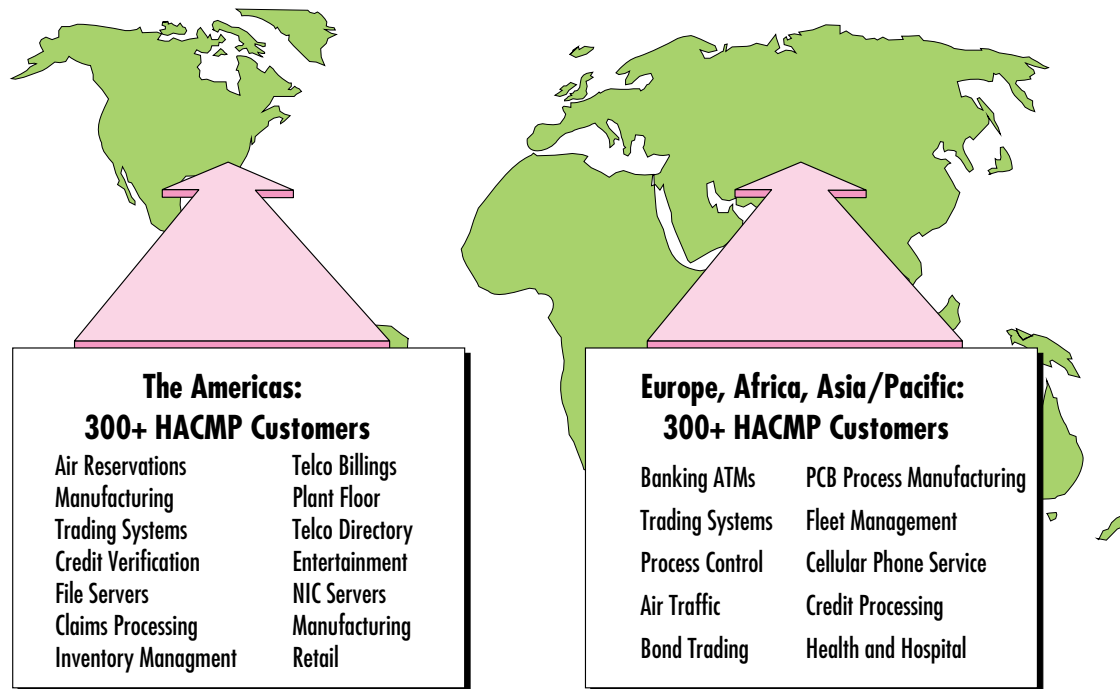 The Americas:
300+ HACMP Customers
Air Reservations
Manufacturing
Trading Systems
Credit Verification
File Servers
Claims Processing
Inventory Managment
Telco Billings
Plant Floor
Telco Directory
Entertainment
NIC Servers
Manufacturing
Retail
Europe, Africa, Asia/Pacific:
300+ HACMP Customers
Banking ATMs
Trading Systems
Process Control
Air Traffic
Bond Trading
PCB Process Manufacturing
Fleet Management
Cellular Phone Service
Credit Processing
Health and Hospital